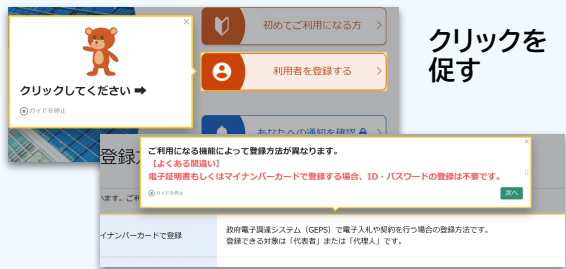 初めてご利用になる方
クリックしてください ➡
ガイドを停止
利用者を登録する
あなたへの通知を確認
クリックを
促す
登録
ご利用になる機能によって登録方法が異なります。
【よくある間違い】
電子証明書もしくはマイナンバーカードで登録する場合、ID・パスワードの登録は不要です。
ガイドを停止
次へ
います。ご利
イナンバーカードで登録
政府電子調達システム（GEPS）で電子入札や契約を行う場合の登録方法です。
登録できる対象は「代表者」または「代理人」です。